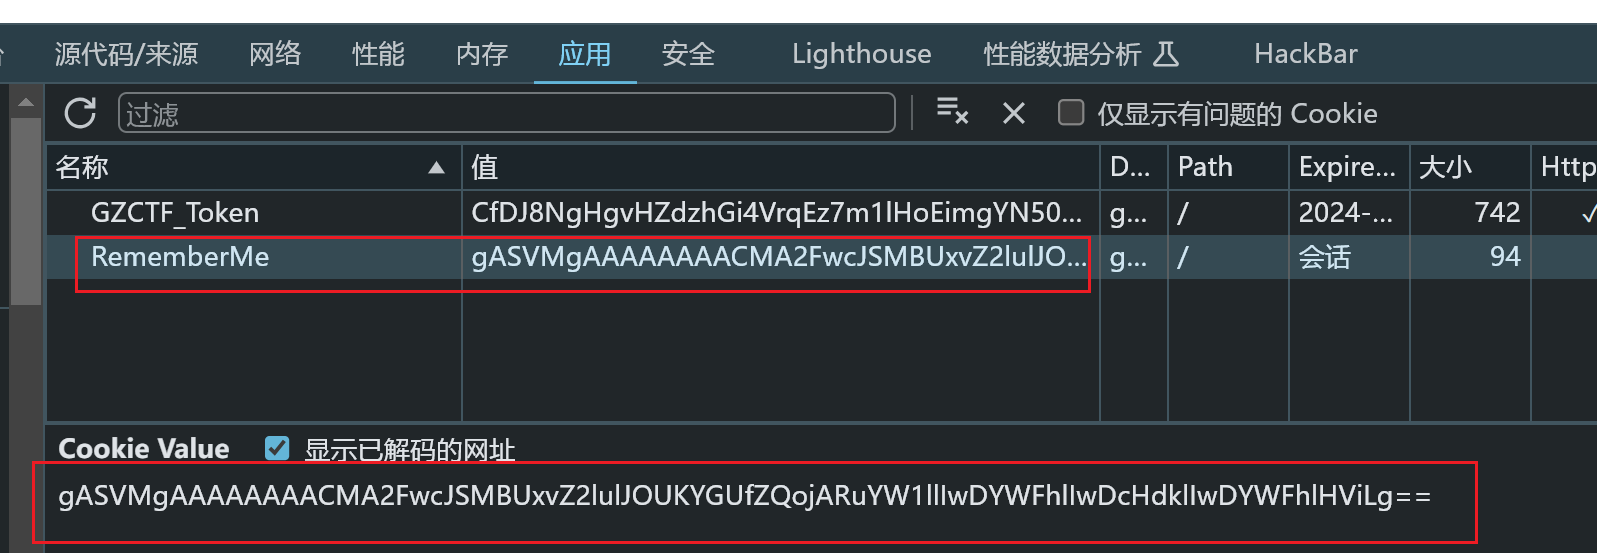 源代码/来源 网络 性能 内存 应用 安全 Lighthouse 性能数据分析 HackBar
过滤 仅显示有问题的 Cookie
名称 值 D... Path Expire... 大小 Http
GZCTF_Token CfDJ8NgHgvHZdzhGi4VrqEz7m1lHoEimgYN50... g... / 2024-... 742 ✓
RememberMe gASVMgAAAAAAAACMA2FwcJSMBUxvZ2lulJO... g... / 会话 94
Cookie Value 显示已解码的网址
gASVMgAAAAAAAACMA2FwcJSMBUxvZ2lulJOUKYGUfZQojARuYW1llIwDYWFhlIwDcHdklIwDYWFhlHViLg==